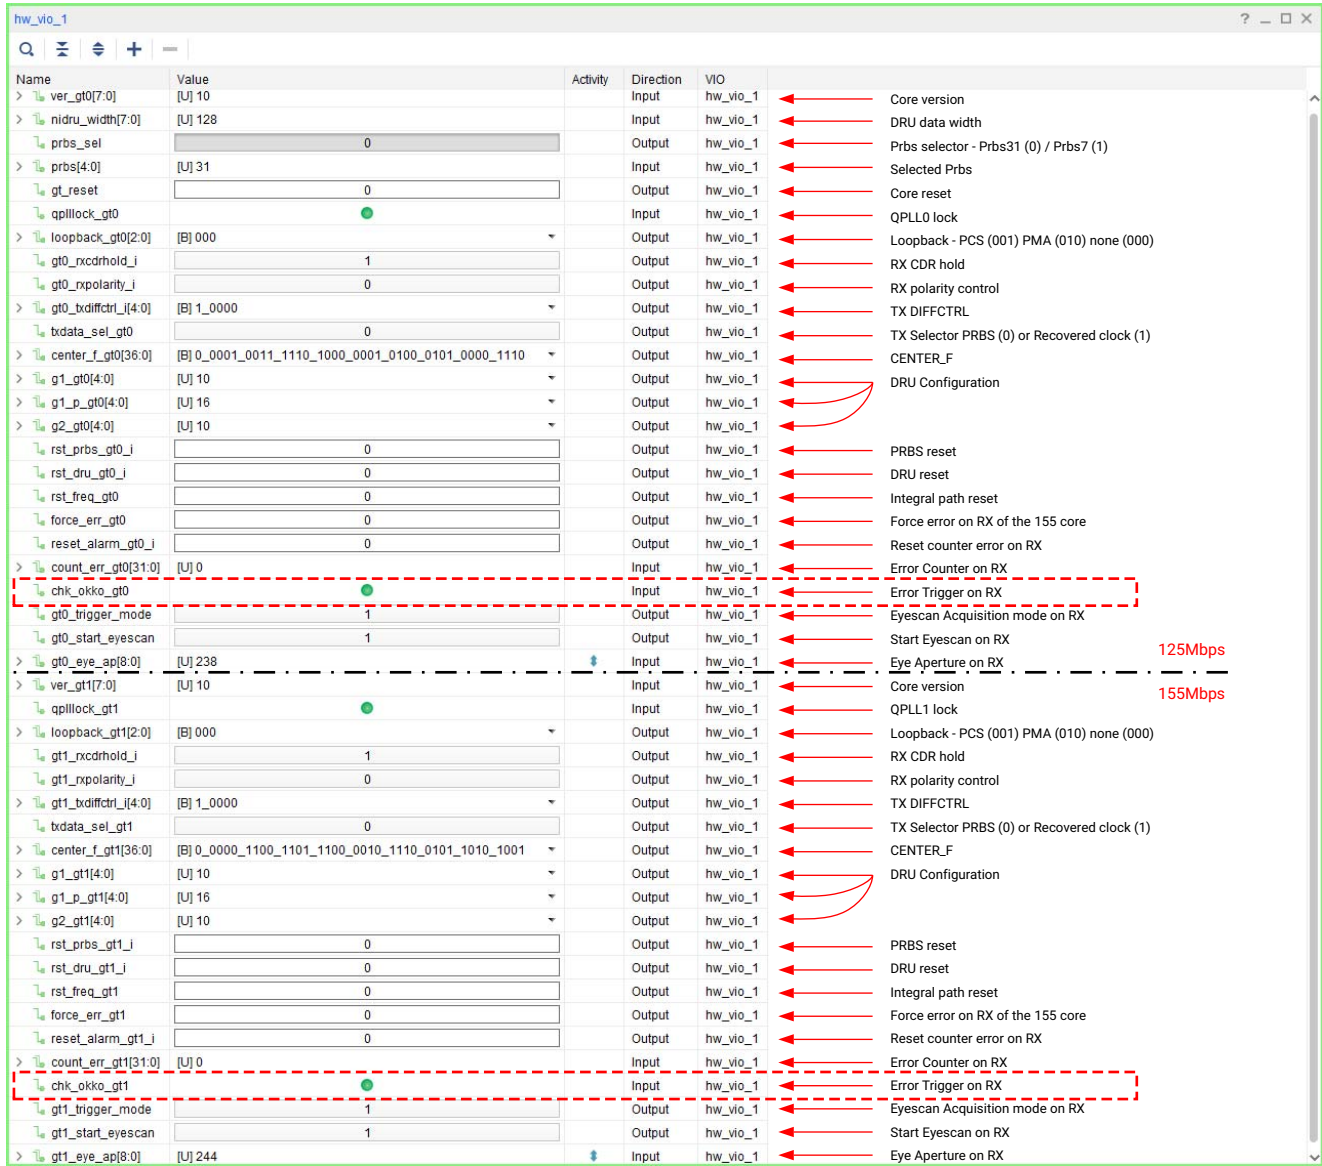 hw_vio_1 ? _ □ ×
Name Value Activity Direction VIO
ver_gt0[7:0] [U] 10 Input hw_vio_1 Core version
nidru_width[7:0] [U] 128 Input hw_vio_1 DRU data width
prbs_sel 0 Output hw_vio_1 Prbs selector - Prbs31 (0) / Prbs7 (1)
prbs[4:0] [U] 31 Input hw_vio_1 Selected Prbs
gt_reset 0 Output hw_vio_1 Core reset
qplllock_gt0 Input hw_vio_1 QPLL0 lock
loopback_gt0[2:0] [B] 000 Output hw_vio_1 Loopback - PCS (001) PMA (010) none (000)
gt0_rxcdrhold_i 1 Output hw_vio_1 RX CDR hold
gt0_rxpolarity_i 0 Output hw_vio_1 RX polarity control
gt0_txdiffctrl_i[4:0] [B] 1_0000 Output hw_vio_1 TX DIFFCTRL
txdata_sel_gt0 0 Output hw_vio_1 TX Selector PRBS (0) or Recovered clock (1)
center_f_gt0[36:0] [B] 0_0001_0011_1110_1000_0001_0100_0101_0000_1110 Output hw_vio_1 CENTER_F
g1_gt0[4:0] [U] 10 Output hw_vio_1 DRU Configuration
g1_p_gt0[4:0] [U] 16 Output hw_vio_1
g2_gt0[4:0] [U] 10 Output hw_vio_1
rst_prbs_gt0_i 0 Output hw_vio_1 PRBS reset
rst_dru_gt0_i 0 Output hw_vio_1 DRU reset
rst_freq_gt0 0 Output hw_vio_1 Integral path reset
force_err_gt0 0 Output hw_vio_1 Force error on RX of the 155 core
reset_alarm_gt0_i 0 Output hw_vio_1 Reset counter error on RX
count_err_gt0[31:0] [U] 0 Input hw_vio_1 Error Counter on RX
chk_okko_gt0 Input hw_vio_1 Error Trigger on RX
gt0_trigger_mode 1 Output hw_vio_1 Eyescan Acquisition mode on RX
gt0_start_eyescan 1 Output hw_vio_1 Start Eyescan on RX
125Mbps
gt0_eye_ap[8:0] [U] 238 Input hw_vio_1 Eye Aperture on RX
ver_gt1[7:0] [U] 10 Input hw_vio_1 Core version
155Mbps
qplllock_gt1 Input hw_vio_1 QPLL1 lock
loopback_gt1[2:0] [B] 000 Output hw_vio_1 Loopback - PCS (001) PMA (010) none (000)
gt1_rxcdrhold_i 1 Output hw_vio_1 RX CDR hold
gt1_rxpolarity_i 0 Output hw_vio_1 RX polarity control
gt1_txdiffctrl_i[4:0] [B] 1_0000 Output hw_vio_1 TX DIFFCTRL
txdata_sel_gt1 0 Output hw_vio_1 TX Selector PRBS (0) or Recovered clock (1)
center_f_gt1[36:0] [B] 0_0000_1100_1101_1100_0010_1110_0101_1010_1001 Output hw_vio_1 CENTER_F
g1_gt1[4:0] [U] 10 Output hw_vio_1 DRU Configuration
g1_p_gt1[4:0] [U] 16 Output hw_vio_1
g2_gt1[4:0] [U] 10 Output hw_vio_1
rst_prbs_gt1_i 0 Output hw_vio_1 PRBS reset
rst_dru_gt1_i 0 Output hw_vio_1 DRU reset
rst_freq_gt1 0 Output hw_vio_1 Integral path reset
force_err_gt1 0 Output hw_vio_1 Force error on RX of the 155 core
reset_alarm_gt1_i 0 Output hw_vio_1 Reset counter error on RX
count_err_gt1[31:0] [U] 0 Input hw_vio_1 Error Counter on RX
chk_okko_gt1 Input hw_vio_1 Error Trigger on RX
gt1_trigger_mode 1 Output hw_vio_1 Eyescan Acquisition mode on RX
gt1_start_eyescan 1 Output hw_vio_1 Start Eyescan on RX
gt1_eye_ap[8:0] [U] 244 Input hw_vio_1 Eye Aperture on RX